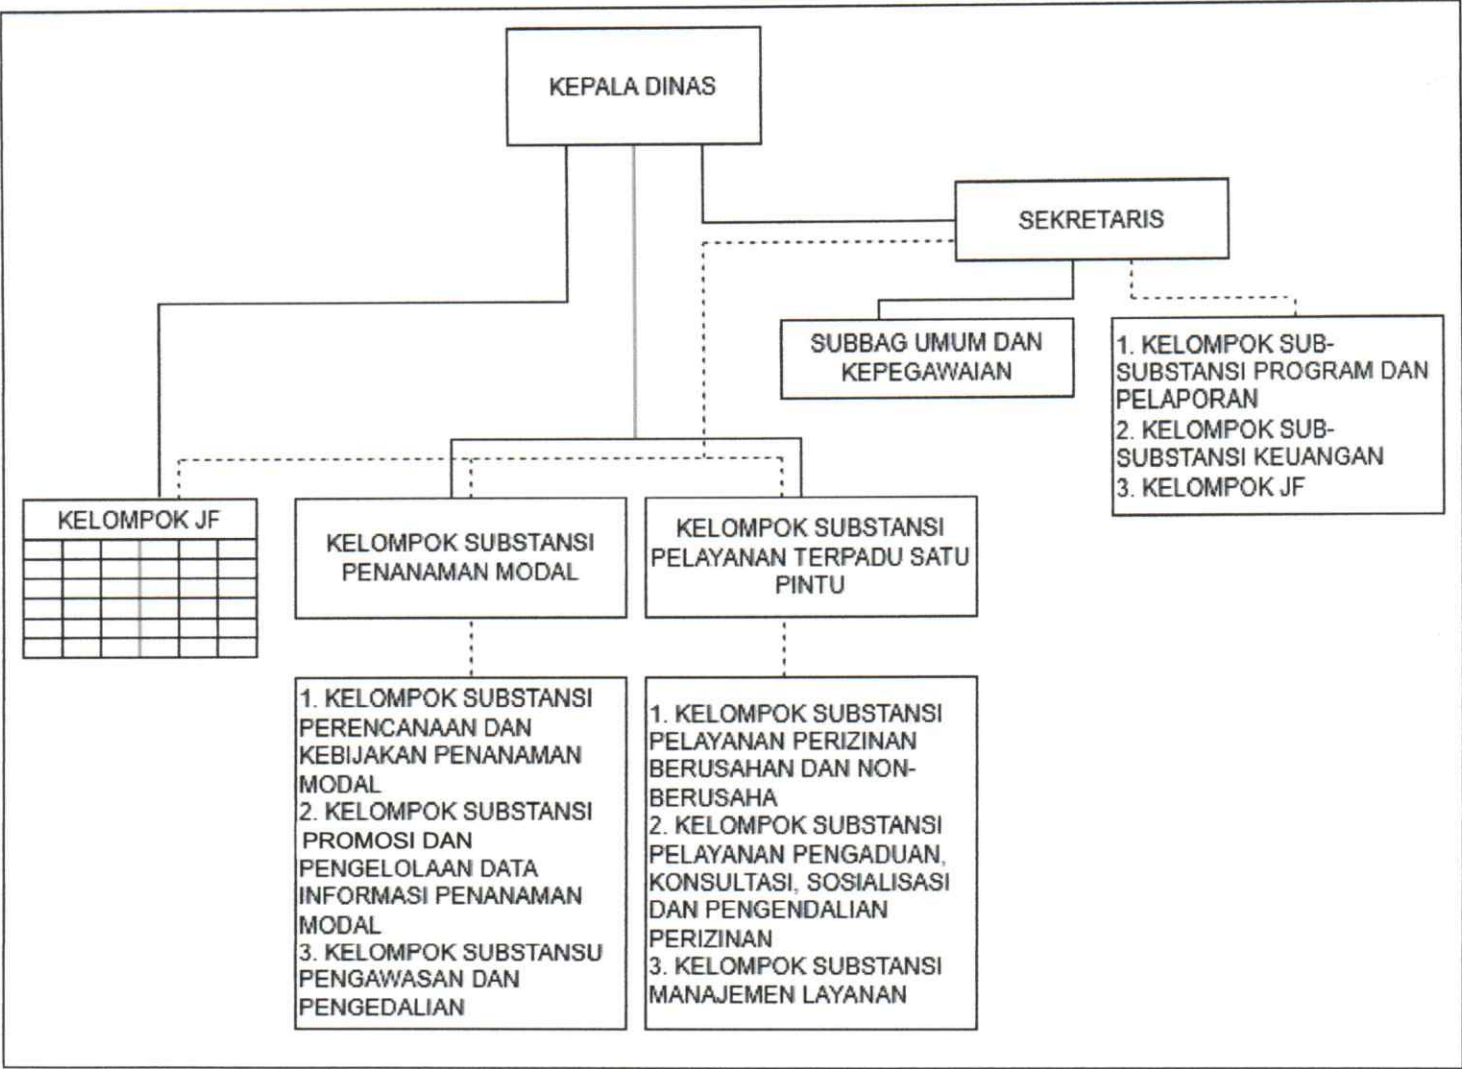 KEPALA DINAS
SEKRETARIS
SUBBAG UMUM DAN
KEPEGAWAIAN
1. KELOMPOK SUB-
SUBSTANSI PROGRAM DAN
PELAPORAN
2. KELOMPOK SUB-
SUBSTANSI KEUANGAN
3. KELOMPOK JF
KELOMPOK JF
KELOMPOK SUBSTANSI
PENANAMAN MODAL
KELOMPOK SUBSTANSI
PELAYANAN TERPADU SATU
PINTU
1. KELOMPOK SUBSTANSI
PERENCANAAN DAN
KEBIJAKAN PENANAMAN
MODAL
2. KELOMPOK SUBSTANSI
PROMOSI DAN
PENGELOLAAN DATA
INFORMASI PENANAMAN
MODAL
3. KELOMPOK SUBSTANSU
PENGAWASAN DAN
PENGEDALIAN
1. KELOMPOK SUBSTANSI
PELAYANAN PERIZINAN
BERUSAHAN DAN NON-
BERUSAHA
2. KELOMPOK SUBSTANSI
PELAYANAN PENGADUAN,
KONSULTASI, SOSIALISASI
DAN PENGENDALIAN
PERIZINAN
3. KELOMPOK SUBSTANSI
MANAJEMEN LAYANAN